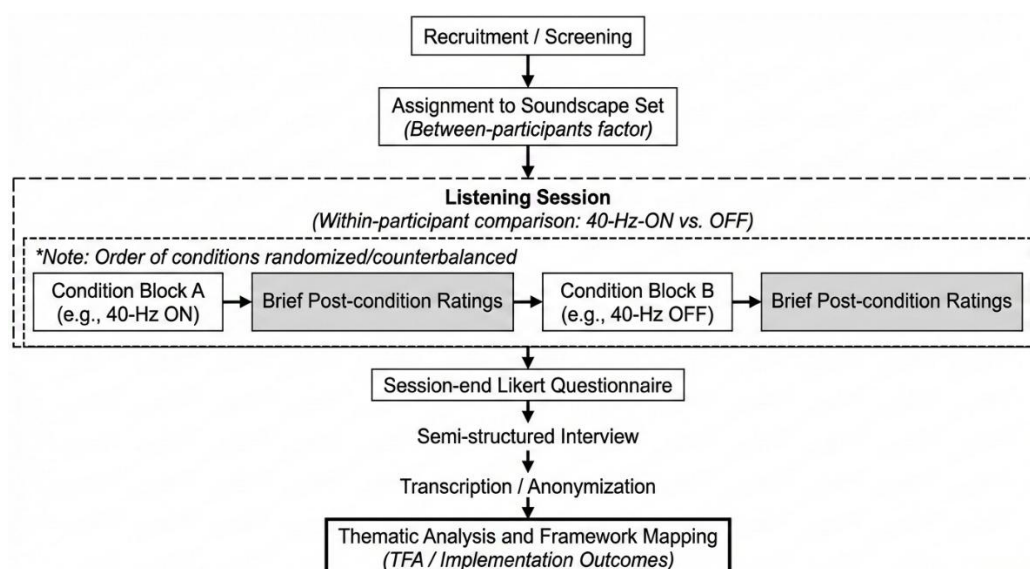 Recruitment / Screening
Assignment to Soundscape Set
(Between-participants factor)
Listening Session
(Within-participant comparison: 40-Hz-ON vs. OFF)
*Note: Order of conditions randomized/counterbalanced
Condition Block A
(e.g., 40-Hz ON)
Brief Post-condition Ratings
Condition Block B
(e.g., 40-Hz OFF)
Brief Post-condition Ratings
Session-end Likert Questionnaire
Semi-structured Interview
Transcription / Anonymization
Thematic Analysis and Framework Mapping
(TFA / Implementation Outcomes)